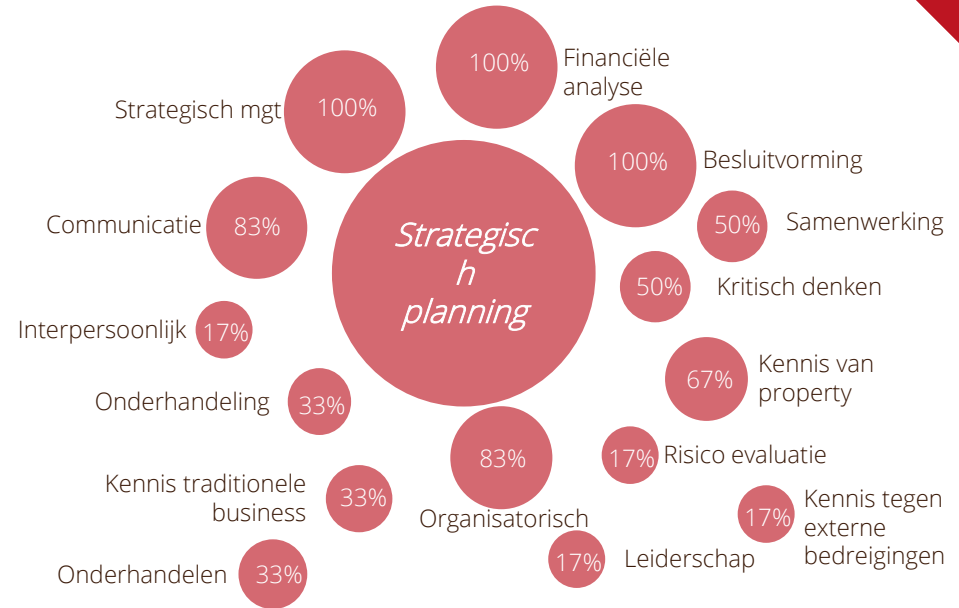 100%
Financiële
analyse
Strategisch mgt
100%
100%
Besluitvorming
Communicatie
83%
50%
Samenwerking
Strategisc
h
planning
50%
Kritisch denken
Interpersoonlijk
17%
67%
Kennis van
property
Onderhandeling
33%
83%
Organisatorisch
17%
Risico evaluatie
Kennis traditionele
business
33%
17%
Kennis tegen
externe
bedreigingen
Onderhandelen
33%
17%
Leiderschap